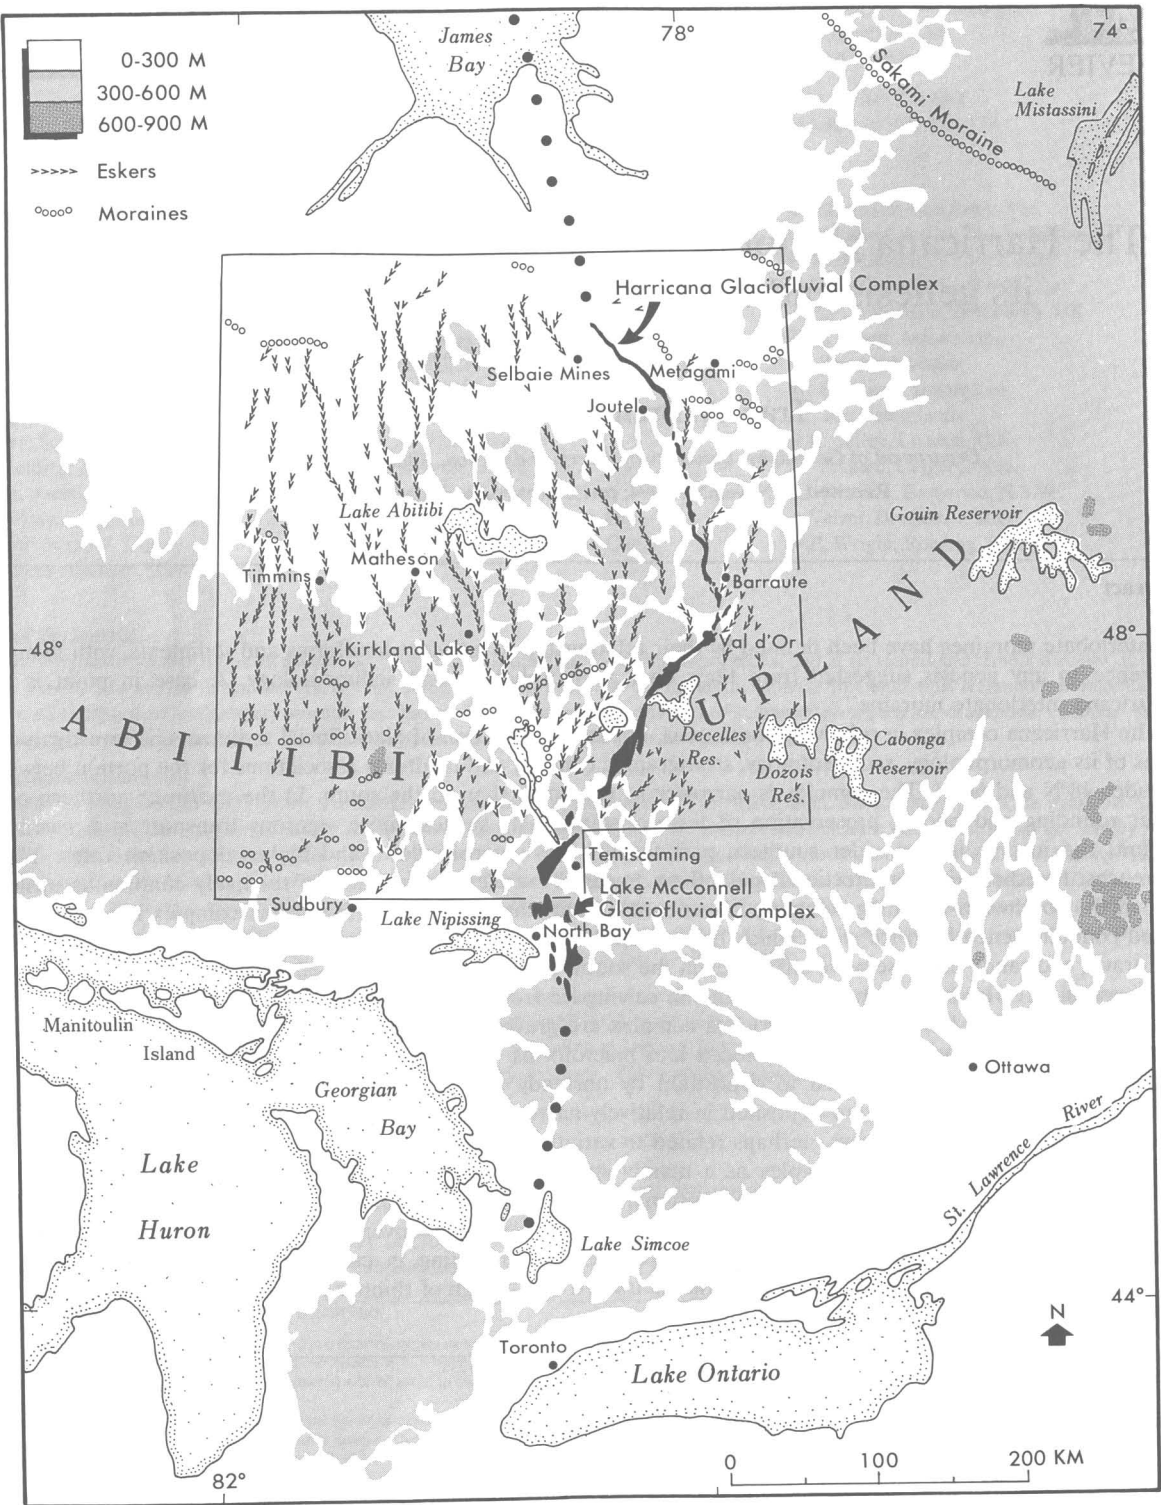 James
Bay
78°
74°
0-300 M
300-600 M
600-900 M
Eskers
Moraines
Sakami Moraine
Lake
Mistassini
Harricana Glaciofluvial Complex
Selbaie Mines
Metagami
Joutel
Lake Abitibi
Gouin Reservoir
Matheson
Timmins
Barraute
48°
Kirkland Lake
Val d'Or
48°
ABITIBI UPLAND
Decelles
Res.
Dozois
Res.
Cabonga
Reservoir
Temiscaming
Lake McConnell
Glaciofluvial Complex
Sudbury
Lake Nipissing
North Bay
Manitoulin
Island
Georgian
Bay
Ottawa
Lake
Huron
St. Lawrence River
Lake Simcoe
44°
N
Toronto
Lake Ontario
0 100 200 KM
82°